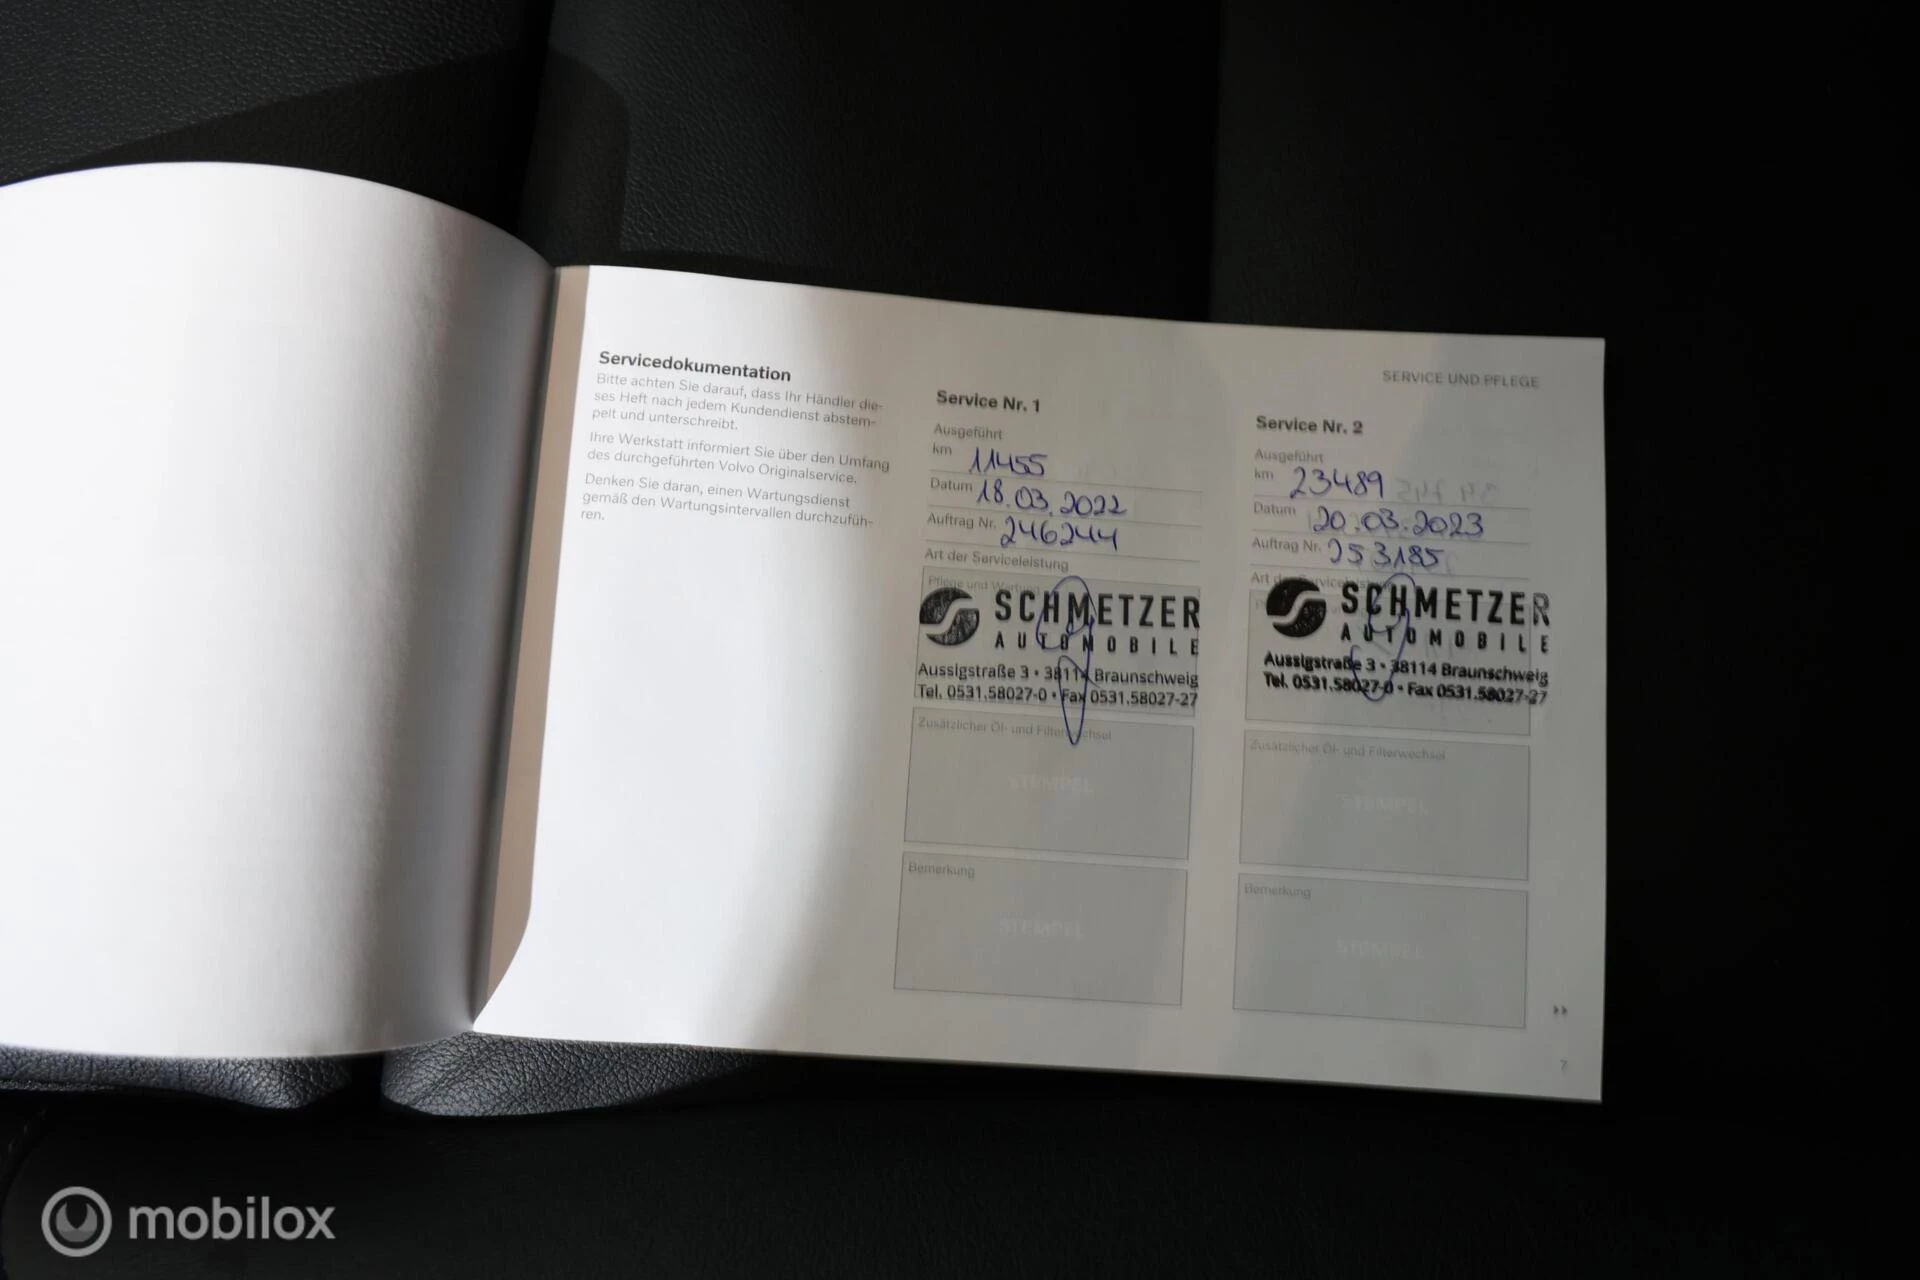 Servicedokumentation
Bitte achten Sie darauf, dass Ihr Händler die-
ses Heft nach jedem Kundendienst abstem-
pelt und unterschreibt.
Ihre Werkstatt informiert Sie über den Umfang
des durchgeführten Volvo Originalservice.
Denken Sie daran, einen Wartungsdienst
gemäß den Wartungsintervallen durchzufüh-
ren.
SERVICE UND PFLEGE
Service Nr. 1
Ausgeführt
km 11455
Datum 18.03.2022
Auftrag Nr. 246244
Art der Serviceleistung
Pflege und Wartung
SCHMETZER
AUTOMOBILE
Aussigstraße 3 • 38114 Braunschweig
Tel. 0531.58027-0 • Fax 0531.58027-27
Zusätzlicher Öl- und Filterwechsel
STEMPEL
Bemerkung
STEMPEL
Service Nr. 2
Ausgeführt
km 23489
Datum 20.03.2023
Auftrag Nr. 253185
Art der Serviceleistung
SCHMETZER
AUTOMOBILE
Aussigstraße 3 • 38114 Braunschweig
Tel. 0531.58027-0 • Fax 0531.58027-27
Zusätzlicher Öl- und Filterwechsel
STEMPEL
Bemerkung
STEMPEL
7
mobilox